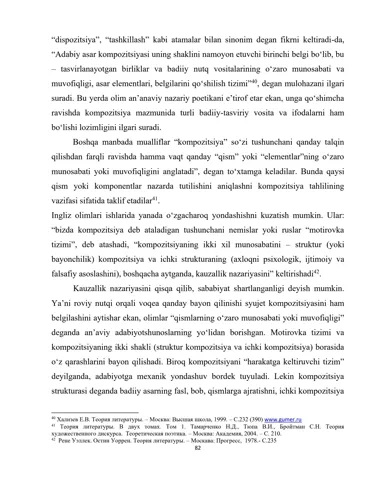 “dispozitsiya”, “tashkillash” kabi atamalar bilan sinonim degan fikrni keltiradi-da,
“Adabiy asar kompozitsiyasi uning shaklini namoyon etuvchi birinchi belgi bo‘lib, bu
– tasvirlanayotgan birliklar va badiiy nutq vositalarining o‘zaro munosabati va
muvofiqligi, asar elementlari, belgilarini qo‘shilish tizimi”⁴⁰, degan mulohazani ilgari
suradi. Bu yerda olim an’anaviy nazariy poetikani e’tirof etar ekan, unga qo‘shimcha
ravishda kompozitsiya mazmunida turli badiiy-tasviriy vosita va ifodalarni ham
bo‘lishi lozimligini ilgari suradi.
Boshqa manbada mualliflar “kompozitsiya” so‘zi tushunchani qanday talqin
qilishdan farqli ravishda hamma vaqt qanday “qism” yoki “elementlar”ning o‘zaro
munosabati yoki muvofiqligini anglatadi”, degan to‘xtamga keladilar. Bunda qaysi
qism yoki komponentlar nazarda tutilishini aniqlashni kompozitsiya tahlilining
vazifasi sifatida taklif etadilar⁴¹.
Ingliz olimlari ishlarida yanada o‘zgacharoq yondashishni kuzatish mumkin. Ular:
“bizda kompozitsiya deb ataladigan tushunchani nemislar yoki ruslar “motirovka
tizimi”, deb atashadi, “kompozitsiyaning ikki xil munosabatini – struktur (yoki
bayonchilik) kompozitsiya va ichki strukturaning (axloqni psixologik, ijtimoiy va
falsafiy asoslashini), boshqacha aytganda, kauzallik nazariyasini” keltirishadi⁴².
Kauzallik nazariyasini qisqa qilib, sababiyat shartlanganligi deyish mumkin.
Ya’ni roviy nutqi orqali voqea qanday bayon qilinishi syujet kompozitsiyasini ham
belgilashini aytishar ekan, olimlar “qismlarning o‘zaro munosabati yoki muvofiqligi”
deganda an’aviy adabiyotshunoslarning yo‘lidan borishgan. Motirovka tizimi va
kompozitsiyaning ikki shakli (struktur kompozitsiya va ichki kompozitsiya) borasida
o‘z qarashlarini bayon qilishadi. Biroq kompozitsiyani “harakatga keltiruvchi tizim”
deyilganda, adabiyotga mexanik yondashuv bordek tuyuladi. Lekin kompozitsiya
strukturasi deganda badiiy asarning fasl, bob, qismlarga ajratishni, ichki kompozitsiya
⁴⁰ Хализев Е.В. Теория литературы. – Москва: Высшая школа, 1999. – С.232 (390) www.gumer.ru
⁴¹ Теория литературы. В двух томах. Том 1. Тамарченко Н.Д., Тюпа В.И., Бройтман С.Н. Теория
художественного дискурса. Теоретическая поэтика. – Москва: Академия, 2004. – С. 210.
⁴² Рене Уэллек. Остин Уоррен. Теория литературы. – Москава. Прогресс, 1978.- С.235
82